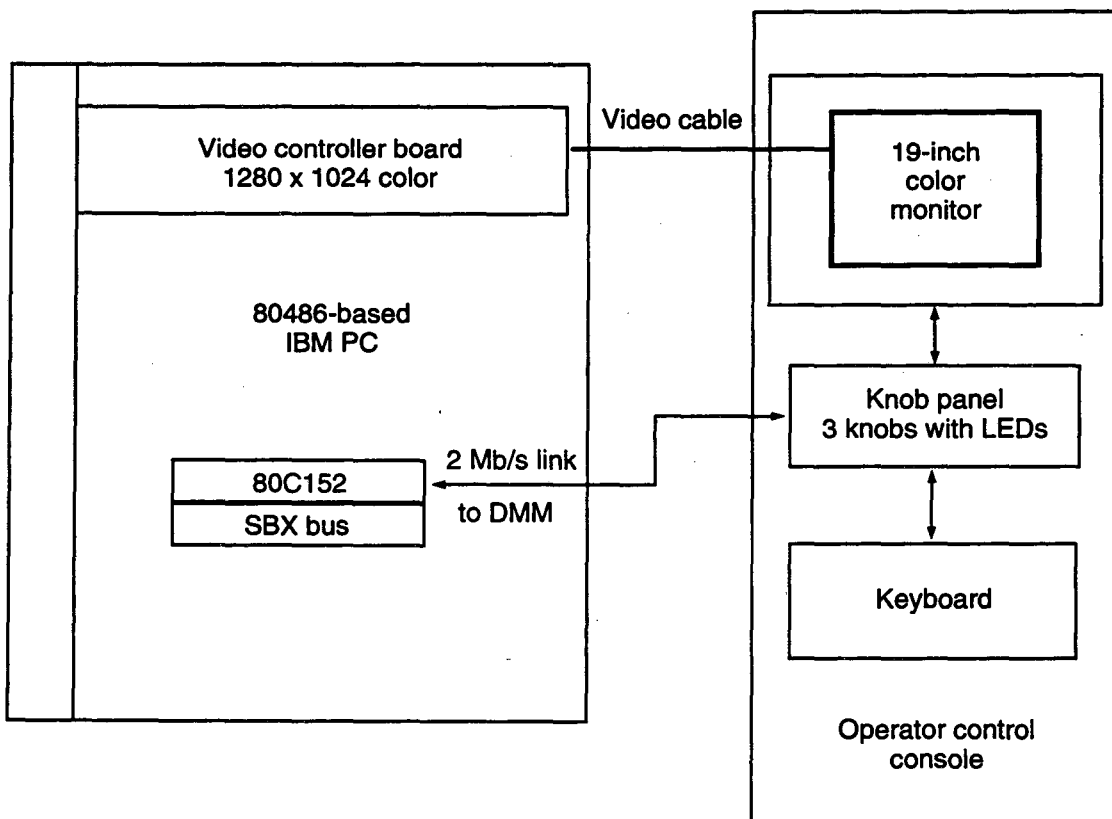 Video controller board
1280 x 1024 color
Video cable
19-inch
color
monitor
80486-based
IBM PC
Knob panel
3 knobs with LEDs
80C152
SBX bus
2 Mb/s link
to DMM
Keyboard
Operator control
console